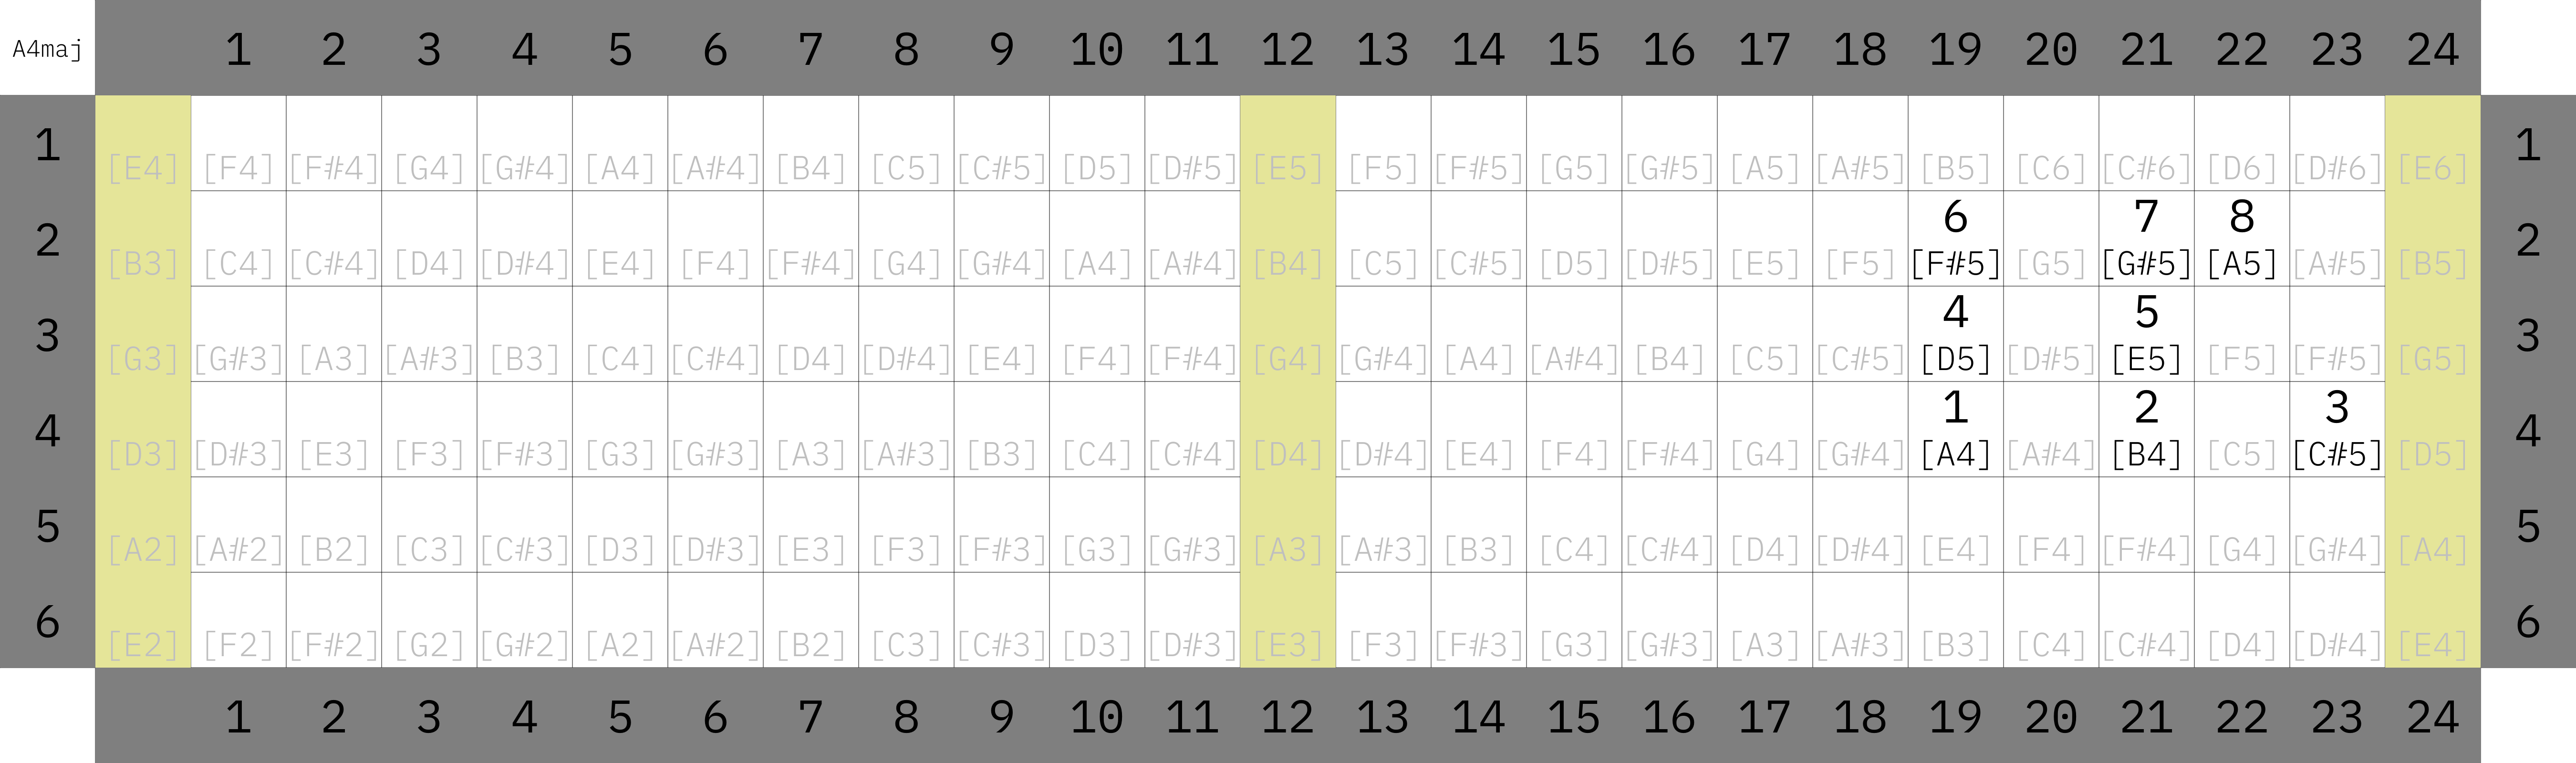 A4maj 1 2 3 4 5 6 7 8 9 10 11 12 13 14 15 16 17 18 19 20 21 22 23 24
1 [E4] [F4] [F#4] [G4] [G#4] [A4] [A#4] [B4] [C5] [C#5] [D5] [D#5] [E5] [F5] [F#5] [G5] [G#5] [A5] [A#5] [B5] [C6] [C#6] [D6] [D#6] [E6] 1
6 7 8
2 [B3] [C4] [C#4] [D4] [D#4] [E4] [F4] [F#4] [G4] [G#4] [A4] [A#4] [B4] [C5] [C#5] [D5] [D#5] [E5] [F5] [F#5] [G5] [G#5] [A5] [A#5] [B5] 2
4 5
3 [G3] [G#3] [A3] [A#3] [B3] [C4] [C#4] [D4] [D#4] [E4] [F4] [F#4] [G4] [G#4] [A4] [A#4] [B4] [C5] [C#5] [D5] [D#5] [E5] [F5] [F#5] [G5] 3
1 2 3
4 [D3] [D#3] [E3] [F3] [F#3] [G3] [G#3] [A3] [A#3] [B3] [C4] [C#4] [D4] [D#4] [E4] [F4] [F#4] [G4] [G#4] [A4] [A#4] [B4] [C5] [C#5] [D5] 4
5 [A2] [A#2] [B2] [C3] [C#3] [D3] [D#3] [E3] [F3] [F#3] [G3] [G#3] [A3] [A#3] [B3] [C4] [C#4] [D4] [D#4] [E4] [F4] [F#4] [G4] [G#4] [A4] 5
6 [E2] [F2] [F#2] [G2] [G#2] [A2] [A#2] [B2] [C3] [C#3] [D3] [D#3] [E3] [F3] [F#3] [G3] [G#3] [A3] [A#3] [B3] [C4] [C#4] [D4] [D#4] [E4] 6
1 2 3 4 5 6 7 8 9 10 11 12 13 14 15 16 17 18 19 20 21 22 23 24